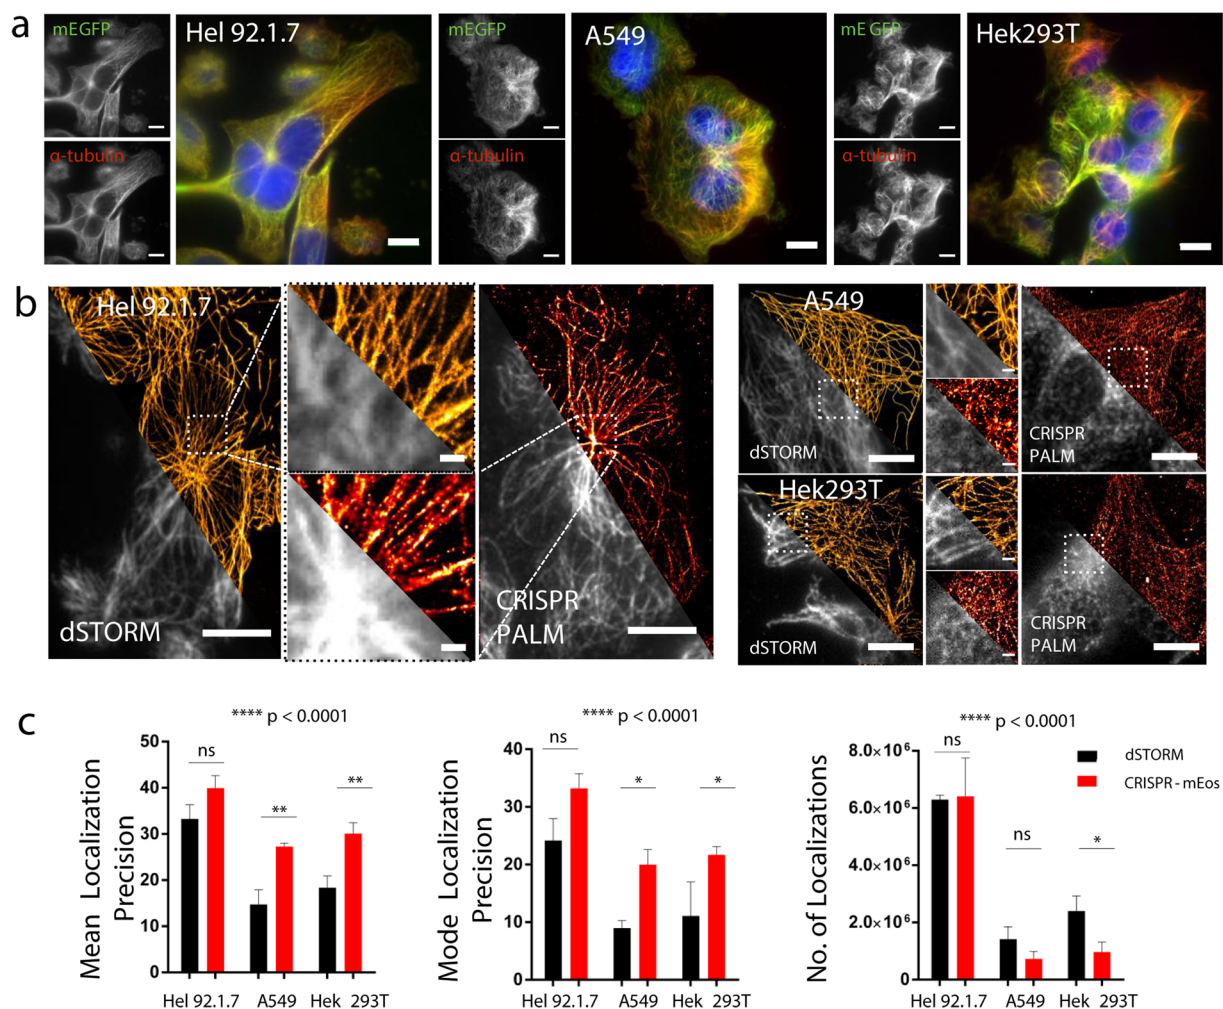 a
mEGFP
Hel 92.1.7
mEGFP
A549
mE GFP
Hek293T
α-tubulin
α-tubulin
α-tubulin
b
Hel 92.1.7
dSTORM
CRISPR
PALM
A549
dSTORM
CRISPR
PALM
Hek293T
dSTORM
CRISPR
PALM
c
**** p < 0.0001
Mean Localization
Precision
50
40
30
20
10
0
ns
**
**
Hel 92.1.7 A549 Hek 293T
**** p < 0.0001
Mode Localization
Precision
40
30
20
10
0
ns
*
*
Hel 92.1.7 A549 Hek 293T
**** p < 0.0001
No. of Localizations
8.0×10⁶
6.0×10⁶
4.0×10⁶
2.0×10⁶
0
ns
ns
*
dSTORM
CRISPR - mEos
Hel 92.1.7 A549 Hek 293T